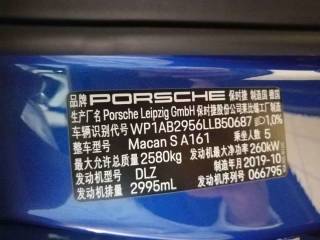 品牌 PORSCHE 保时捷 制造国 德国
生产厂名 Porsche Leipzig GmbH 保时捷股份公司莱比锡工厂制造
车辆识别代号 WP1AB2956LLB50687 1,0%
整车型号 Macan S A161 乘坐人数 5
最大允许总质量 2580kg 发动机最大净功率 260kW
发动机型号 DLZ 制造年月 2019-10
发动机排量 2995mL 发动机序列号 066795